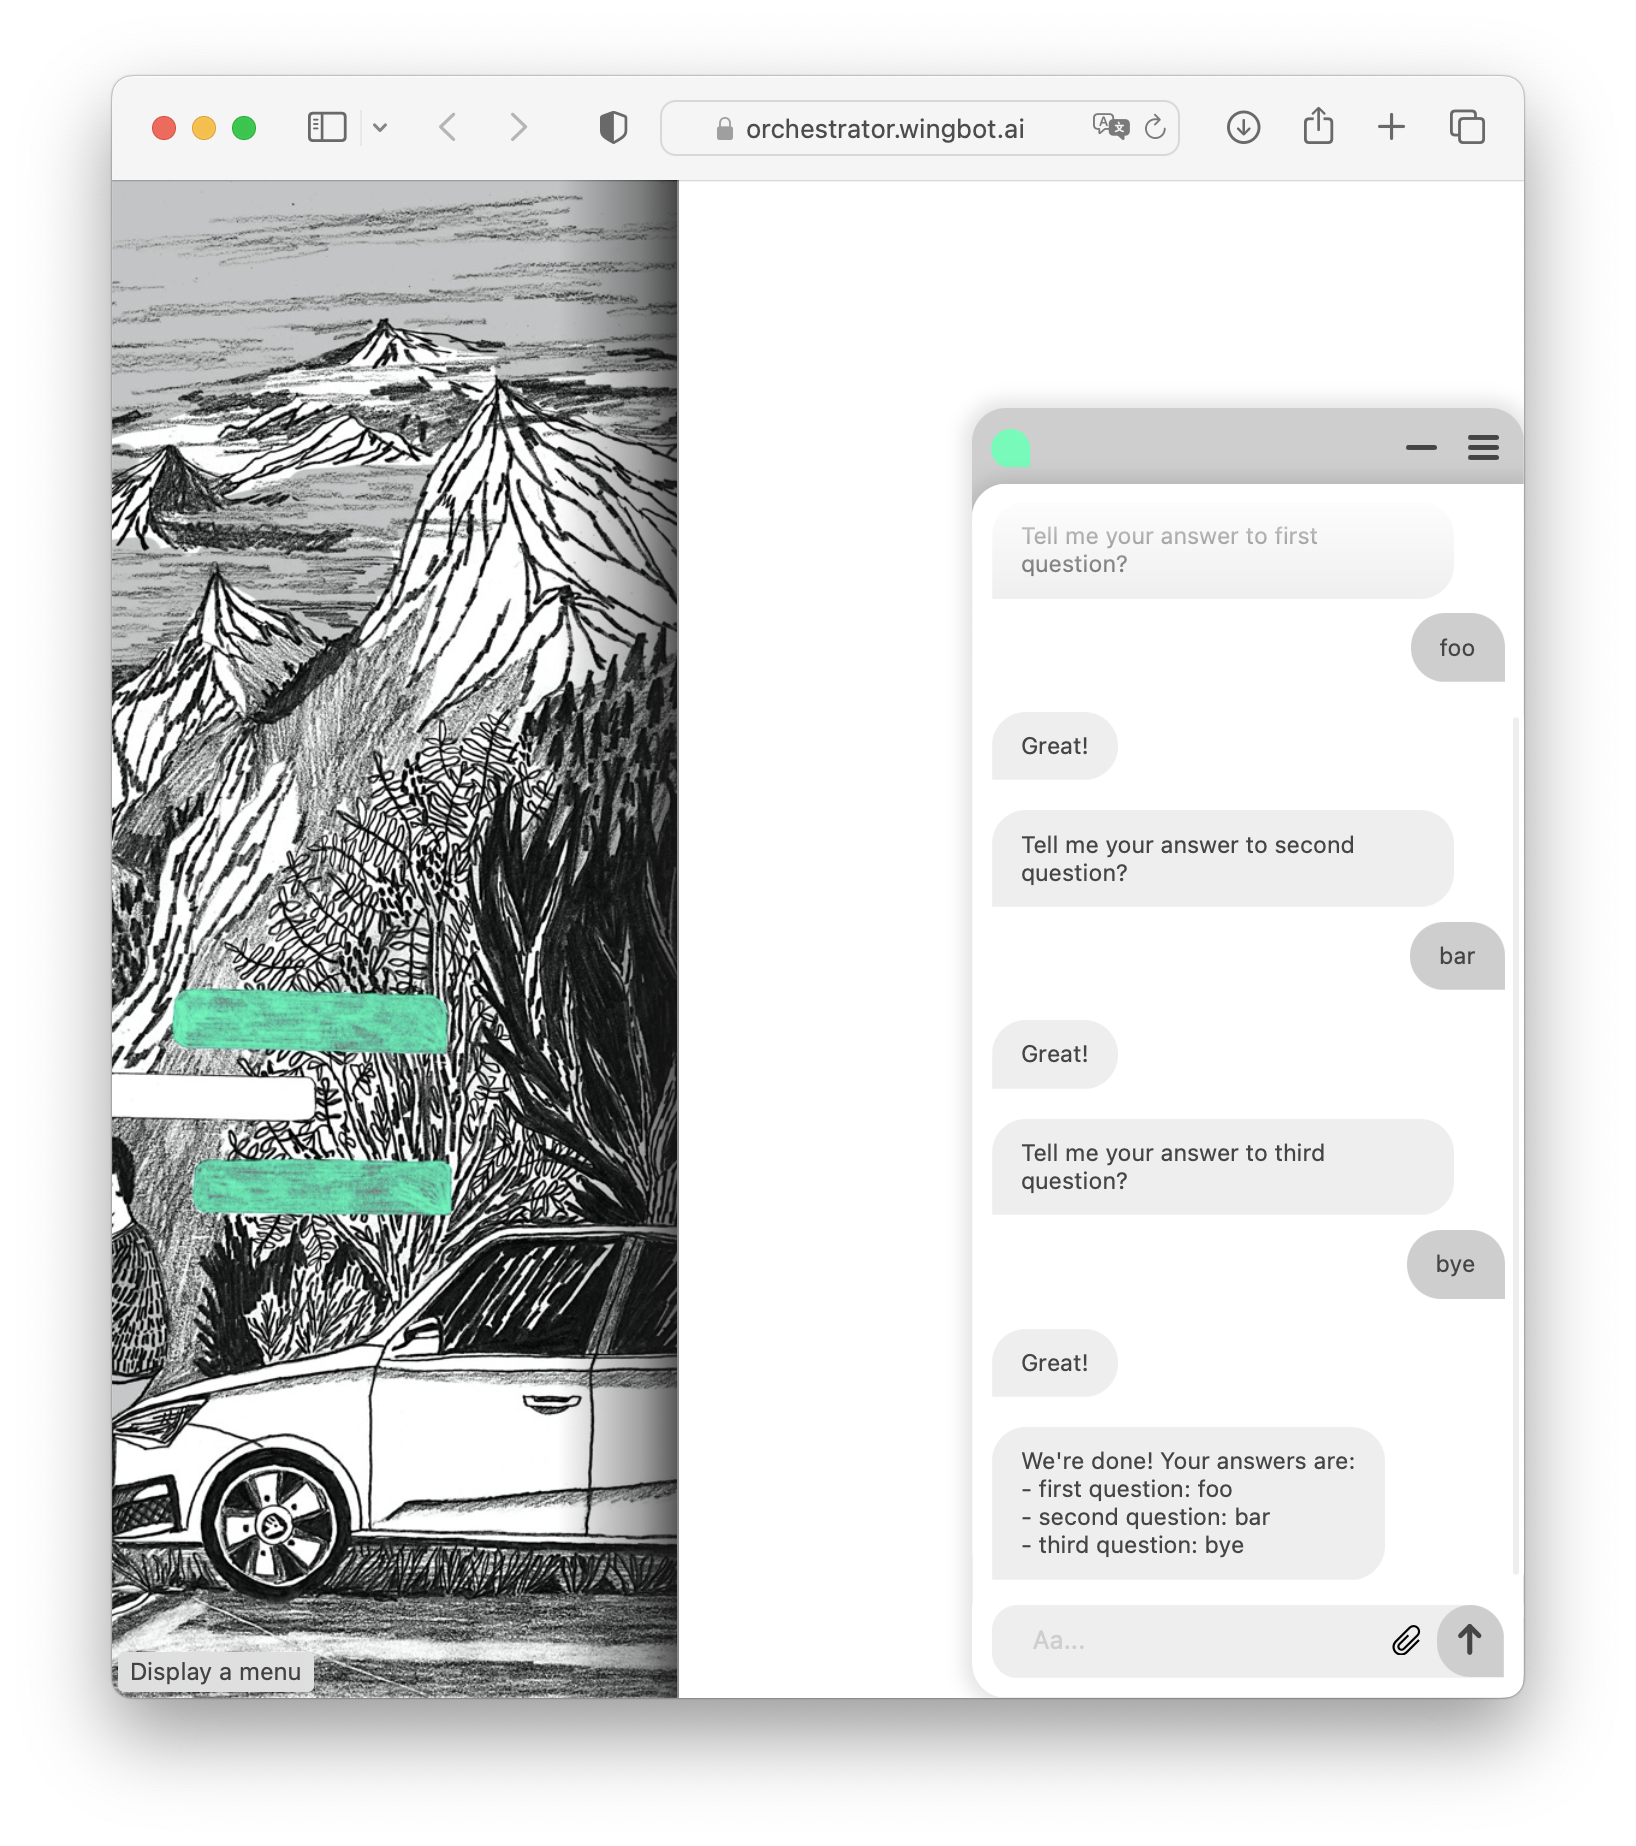 orchestrator.wingbot.ai
Tell me your answer to first
question?
foo
Great!
Tell me your answer to second
question?
bar
Great!
Tell me your answer to third
question?
bye
Great!
We're done! Your answers are:
- first question: foo
- second question: bar
- third question: bye
Aa...
Display a menu